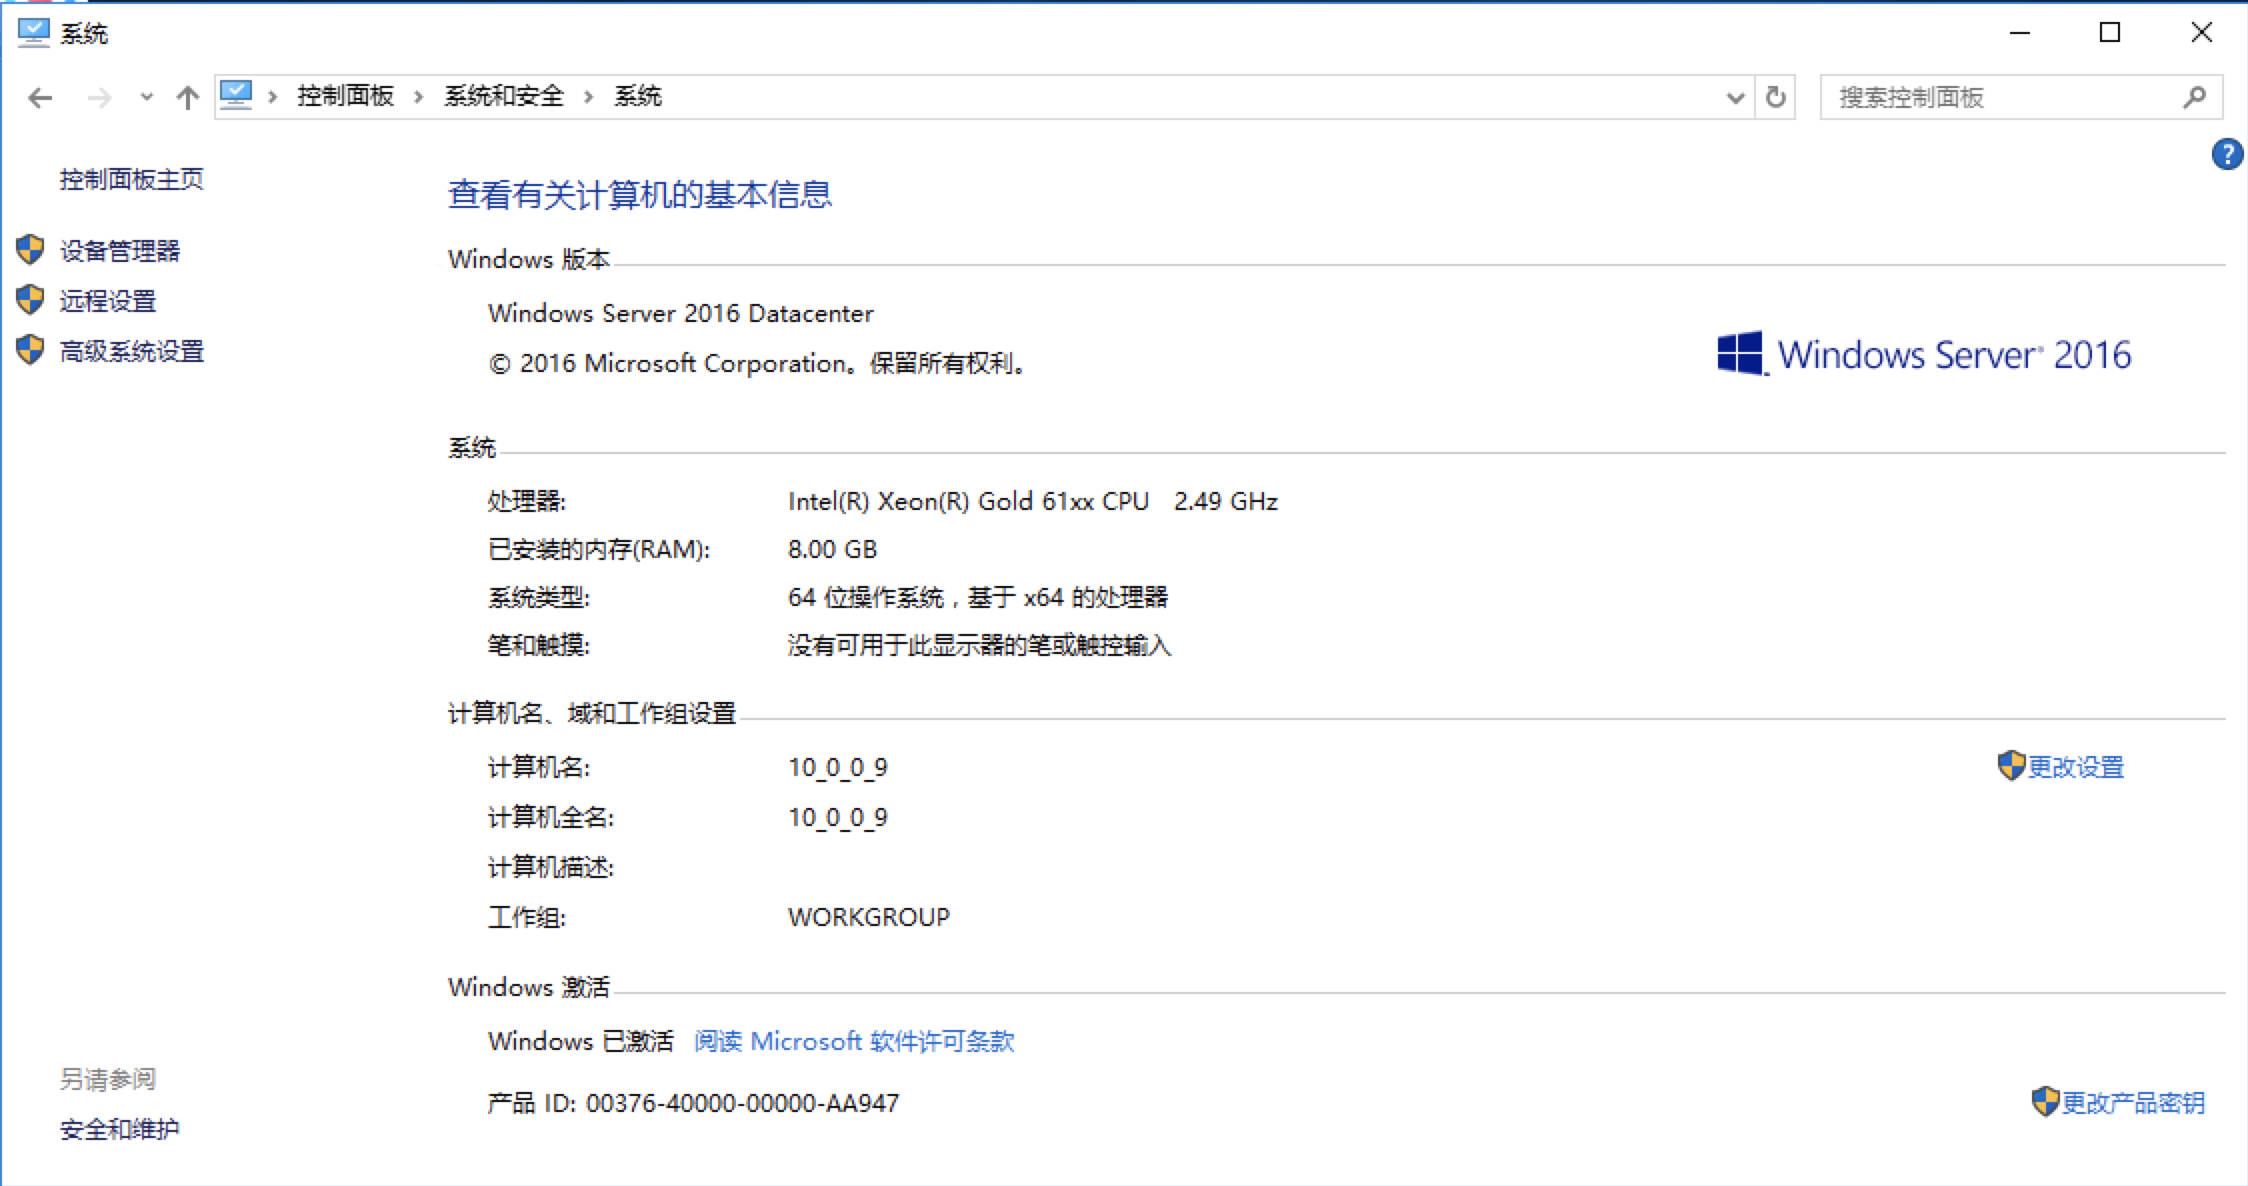 系统
控制面板 系统和安全 系统
搜索控制面板
控制面板主页
设备管理器
远程设置
高级系统设置
查看有关计算机的基本信息
Windows 版本
Windows Server 2016 Datacenter
© 2016 Microsoft Corporation。保留所有权利。
Windows Server® 2016
系统
处理器: Intel(R) Xeon(R) Gold 61xx CPU 2.49 GHz
已安装的内存(RAM): 8.00 GB
系统类型: 64 位操作系统，基于 x64 的处理器
笔和触摸: 没有可用于此显示器的笔或触控输入
计算机名、域和工作组设置
计算机名: 10_0_0_9 更改设置
计算机全名: 10_0_0_9
计算机描述:
工作组: WORKGROUP
Windows 激活
Windows 已激活 阅读 Microsoft 软件许可条款
产品 ID: 00376-40000-00000-AA947 更改产品密钥
另请参阅
安全和维护